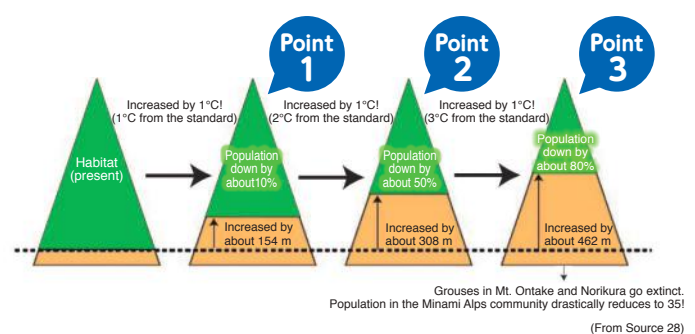 Point
1
Point
2
Point
3
Increased by 1°C!
(1°C from the standard)
Increased by 1°C!
(2°C from the standard)
Increased by 1°C!
(3°C from the standard)
Habitat
(present)
Population
down by
about10%
Population
down by
about 50%
Population
down by
about 80%
Increased by
about 154 m
Increased by
about 308 m
Increased by
about 462 m
Grouses in Mt. Ontake and Norikura go extinct.
Population in the Minami Alps community drastically reduces to 35!
(From Source 28)